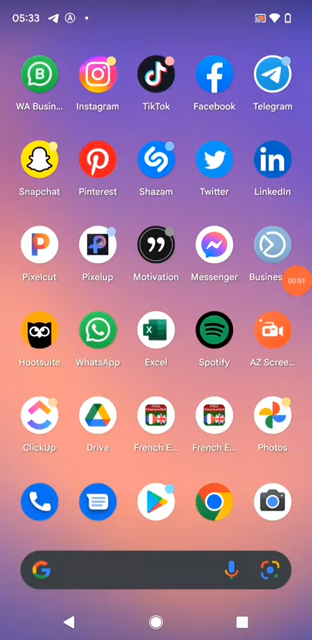 05:33
WA Busin... Instagram TikTok Facebook Telegram
Snapchat Pinterest Shazam Twitter LinkedIn
Pixelcut Pixelup Motivation Messenger Business
00:01
Hootsuite WhatsApp Excel Spotify AZ Scree...
ClickUp Drive French E... French E... Photos